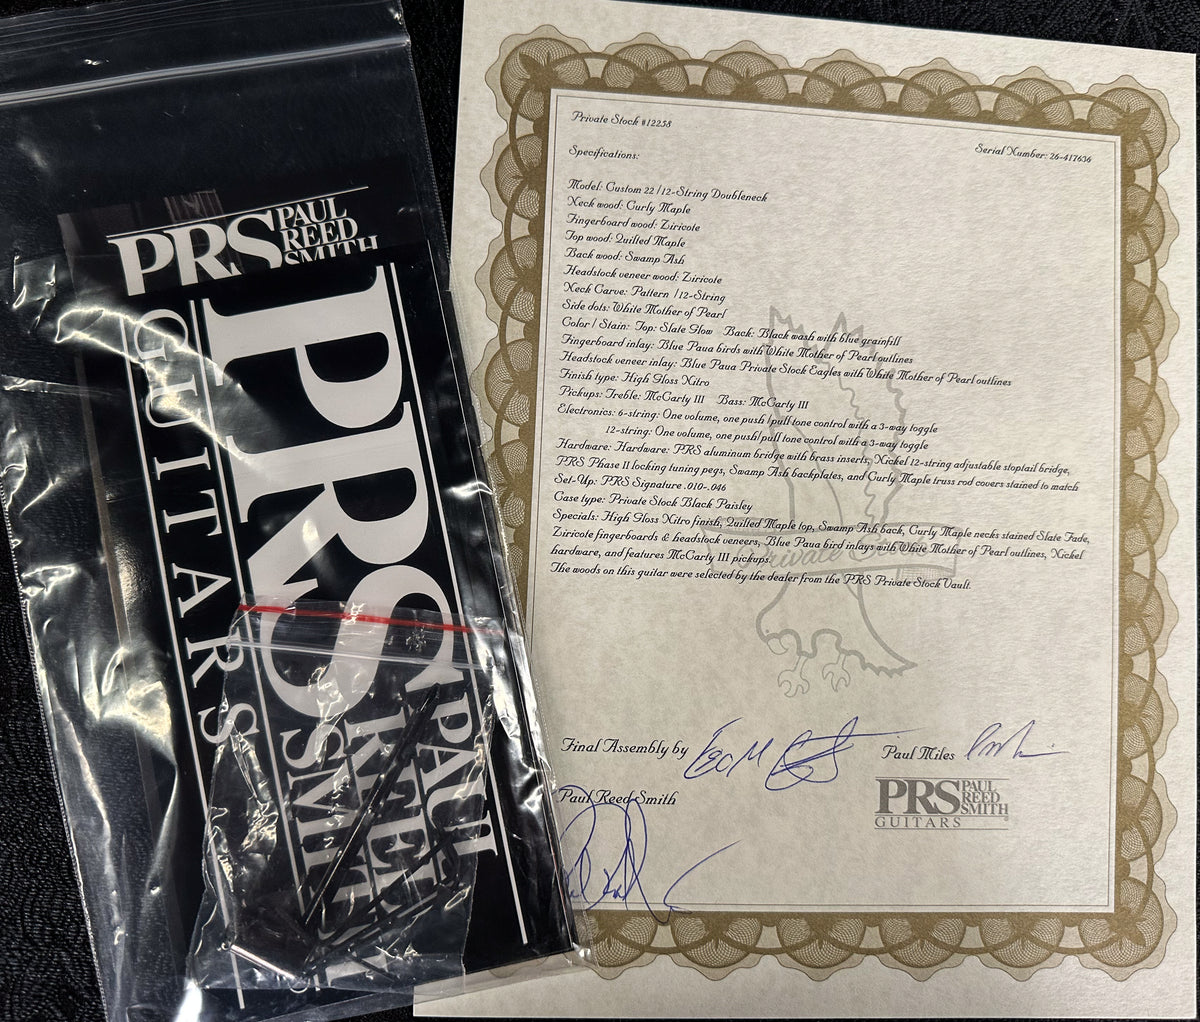 PRS PAUL REED SMITH
GUITARS
PRS PAUL REED SMITH
Private Stock #12258
Serial Number: 26-417636
Specifications:
Model: Custom 22 /12-String Doubleneck
Neck wood: Curly Maple
Fingerboard wood: Ziricote
Top wood: Quilted Maple
Back wood: Swamp Ash
Headstock veneer wood: Ziricote
Neck Carve: Pattern /12-String
Side dots: White Mother of Pearl
Color / Stain: Top: Slate Glow Back: Black wash with blue grainfill
Fingerboard inlay: Blue Paua birds with White Mother of Pearl outlines
Headstock veneer inlay: Blue Paua Private Stock Eagles with White Mother of Pearl outlines
Finish type: High Gloss Nitro
Pickups: Treble: McCarty III Bass: McCarty III
Electronics: 6-string: One volume, one push /pull tone control with a 3-way toggle
12-string: One volume, one push/pull tone control with a 3-way toggle
Hardware: Hardware: PRS aluminum bridge with brass inserts, Nickel 12-string adjustable stoptail bridge,
PRS Phase II locking tuning pegs, Swamp Ash backplates, and Curly Maple truss rod covers stained to match
Set-Up: PRS Signature .010-.046
Case type: Private Stock Black Paisley
Specials: High Gloss Nitro finish, Quilted Maple top, Swamp Ash back, Curly Maple necks stained Slate Fade,
Ziricote fingerboards & headstock veneers, Blue Paua bird inlays with White Mother of Pearl outlines, Nickel
hardware, and features McCarty III pickups.
The woods on this guitar were selected by the dealer from the PRS Private Stock Vault.
Private
Final Assembly by
Paul Miles
Paul Reed Smith
PRS PAUL REED SMITH
GUITARS